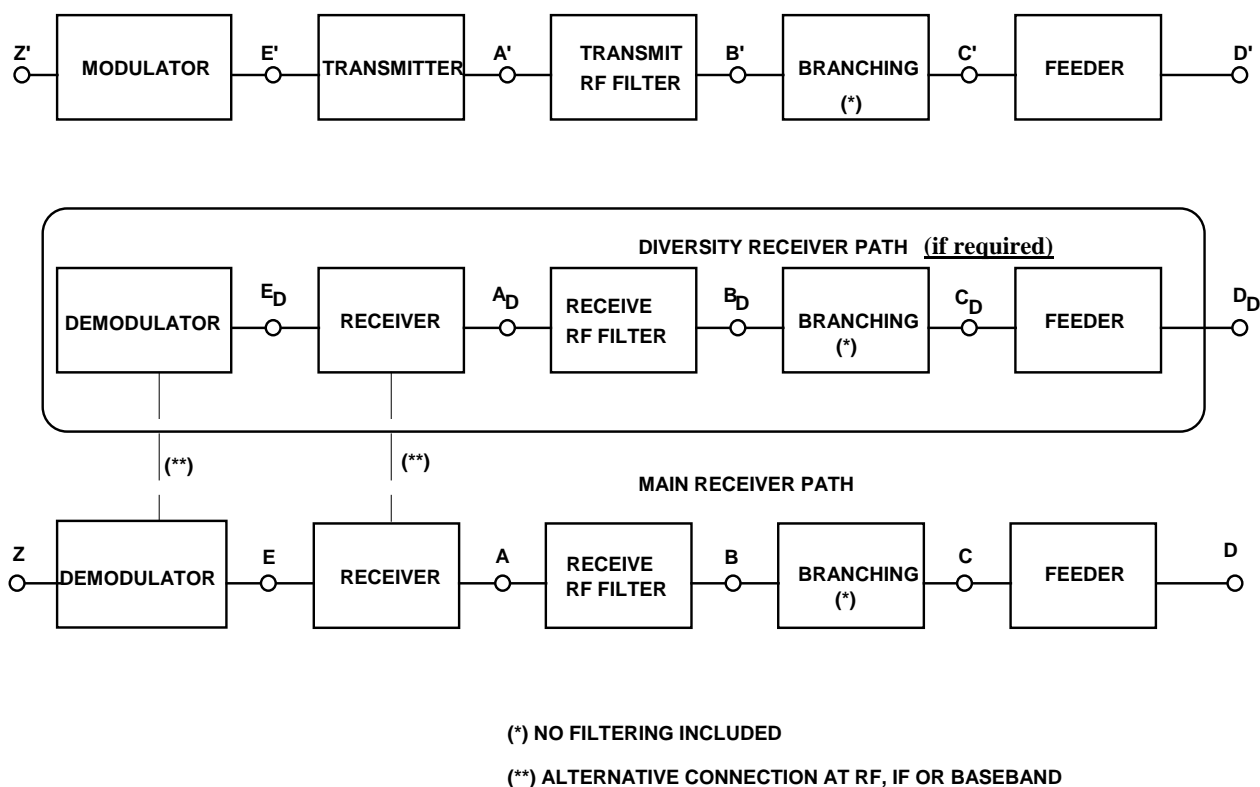 Z' E' A' B' C' D'
MODULATOR TRANSMITTER TRANSMIT RF FILTER BRANCHING (*) FEEDER
DIVERSITY RECEIVER PATH (if required)
ED AD BD CD DD
DEMODULATOR RECEIVER RECEIVE RF FILTER BRANCHING (*) FEEDER
(**) (**)
MAIN RECEIVER PATH
Z E A B C D
DEMODULATOR RECEIVER RECEIVE RF FILTER BRANCHING (*) FEEDER
(*) NO FILTERING INCLUDED
(**) ALTERNATIVE CONNECTION AT RF, IF OR BASEBAND